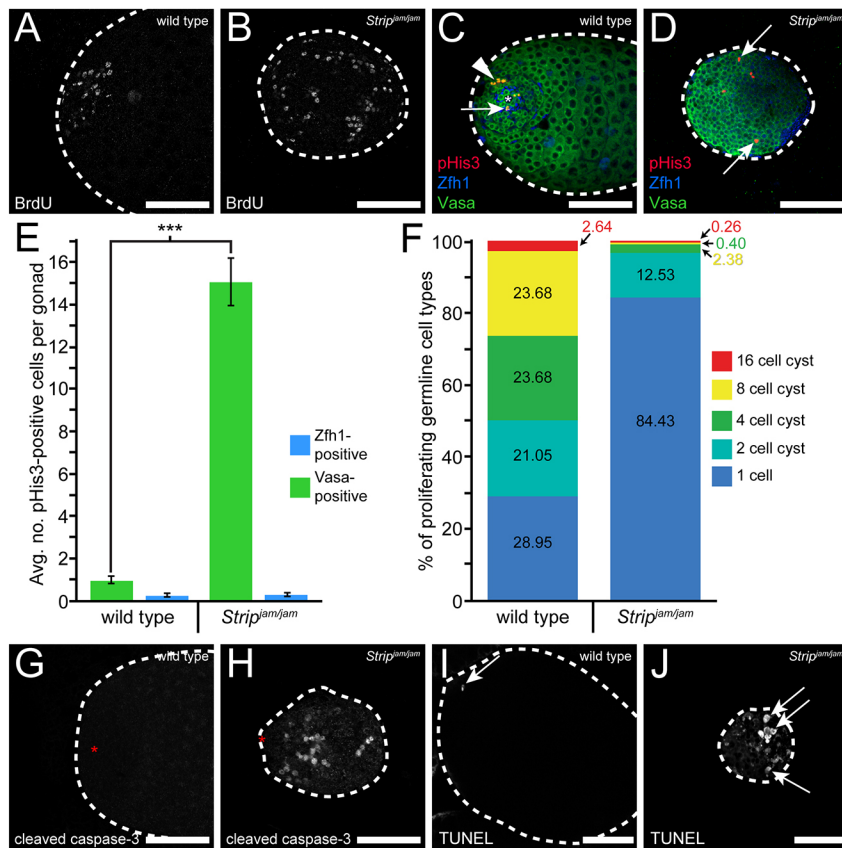 A
wild type
BrdU
B
Strip^jam/jam
BrdU
C
wild type
*
pHis3
Zfh1
Vasa
D
Strip^jam/jam
pHis3
Zfh1
Vasa
E
Avg. no. pHis3-positive cells per gonad
16
14
12
10
8
6
4
2
0
***
Zfh1-
positive
Vasa-
positive
wild type
Strip^jam/jam
F
% of proliferating germline cell types
100
80
60
40
20
0
2.64
23.68
23.68
21.05
28.95
0.26
0.40
2.38
12.53
84.43
16 cell cyst
8 cell cyst
4 cell cyst
2 cell cyst
1 cell
wild type
Strip^jam/jam
G
wild type
*
cleaved caspase-3
H
Strip^jam/jam
*
cleaved caspase-3
I
wild type
TUNEL
J
Strip^jam/jam
TUNEL